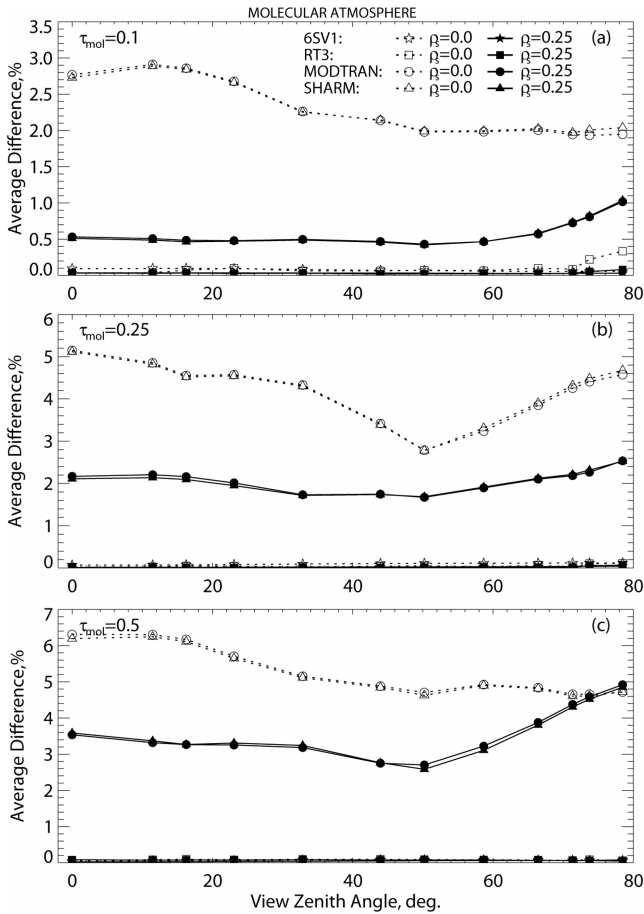 MOLECULAR ATMOSPHERE
τmol=0.1
6SV1: ρs=0.0 ρs=0.25 (a)
RT3: ρs=0.0 ρs=0.25
MODTRAN: ρs=0.0 ρs=0.25
SHARM: ρs=0.0 ρs=0.25
Average Difference,%
3.5
3.0
2.5
2.0
1.5
1.0
0.5
0.0
0 20 40 60 80
τmol=0.25 (b)
Average Difference,%
6
5
4
3
2
1
0
0 20 40 60 80
τmol=0.5 (c)
Average Difference,%
7
6
5
4
3
2
1
0
0 20 40 60 80
View Zenith Angle, deg.